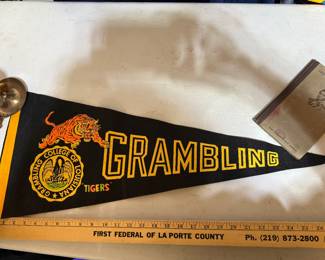 GRAMBLING
GRAMBLING COLLEGE OF LOUISIANA
TIGERS
FIRST FEDERAL OF LA PORTE COUNTY Ph. (219) 873-2800